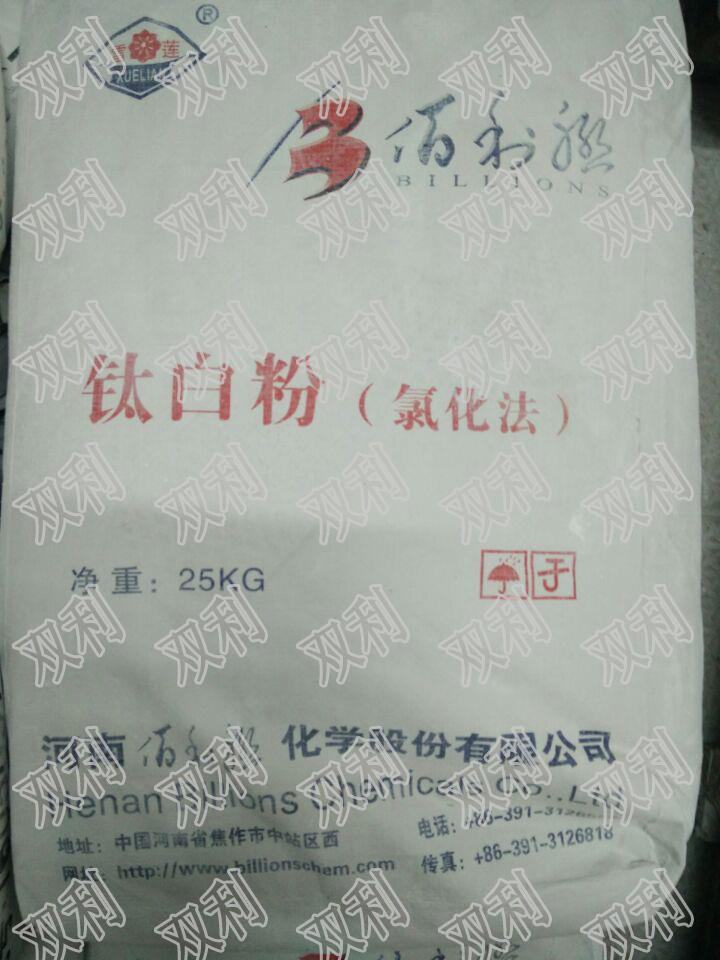 雪莲
XUELIAN
®
佰利联
BILLIONS
钛白粉（氯化法）
净重：25KG
河南佰利联化学股份有限公司
Henan Billions Chemicals Co.,Ltd
地址：中国河南省焦作市中站区西
电话：+86-391-3126
网址：http://www.billionschem.com
传真：+86-391-3126818
双利